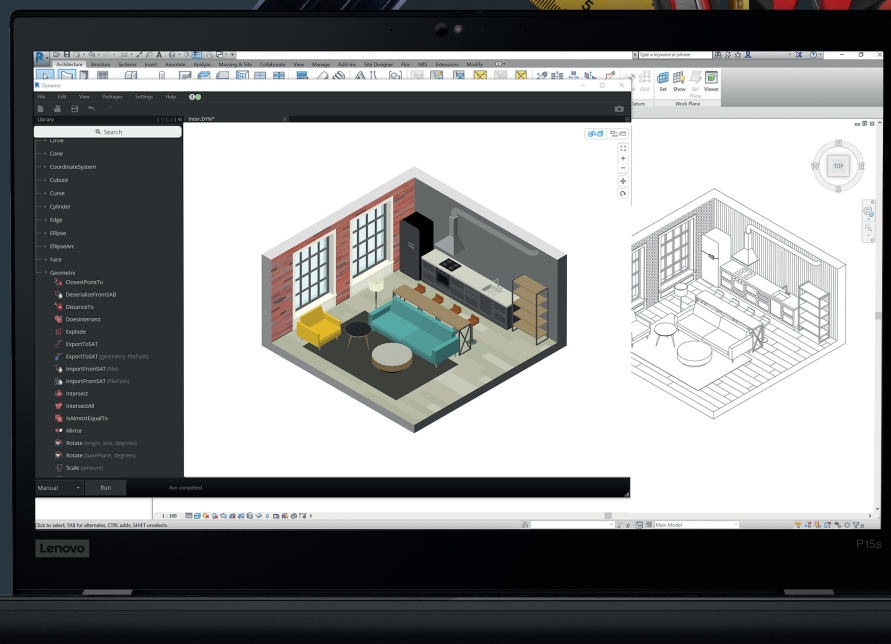 Type a keyword or phrase
Architecture Structure Systems Insert Annotate Analyze Massing & Site Collaborate View Manage Add-Ins Site Designer Flux NBS Extensions Modify
Dynamo
File Edit View Packages Settings Help
Set Show Ref Plane Viewer
Grid
Datum
Work Plane
Library
inter.DYN*
Search
Circle
Cone
CoordinateSystem
Cuboid
Curve
Cylinder
Edge
Ellipse
EllipseArc
Face
Geometry
ClosestPointTo
DeserializeFromSAB
DistanceTo
DoesIntersect
Explode
ExportToSAT
ExportToSAT (geometry, filePath)
ImportFromSAT (file)
ImportFromSAT (filePath)
Intersect
IntersectAll
IsAlmostEqualTo
Mirror
Rotate (origin, axis, degrees)
Rotate (basePlane, degrees)
Scale (amount)
TOP
Manual
Run
Run completed
1 : 100
Click to select, TAB for alternates, CTRL adds, SHIFT unselects.
:0
Main Model
:0
Lenovo
P15s